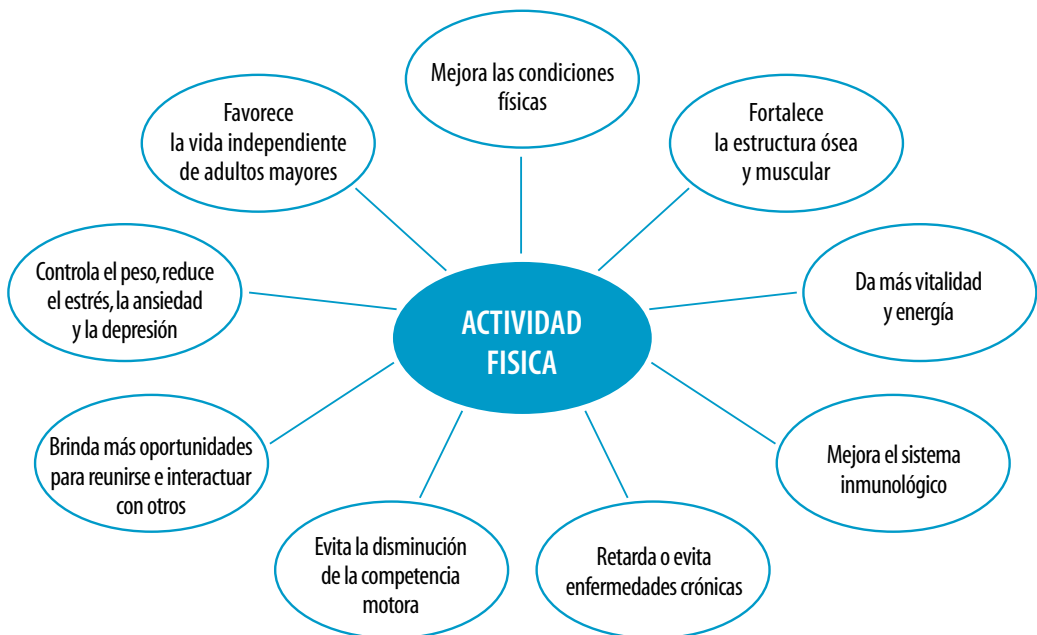 Mejora las condiciones
físicas
Fortalece
la estructura ósea
y muscular
Da más vitalidad
y energía
Mejora el sistema
inmunológico
Retarda o evita
enfermedades crónicas
Evita la disminución
de la competencia
motora
Brinda más oportunidades
para reunirse e interactuar
con otros
Controla el peso, reduce
el estrés, la ansiedad
y la depresión
Favorece
la vida independiente
de adultos mayores
ACTIVIDAD
FISICA